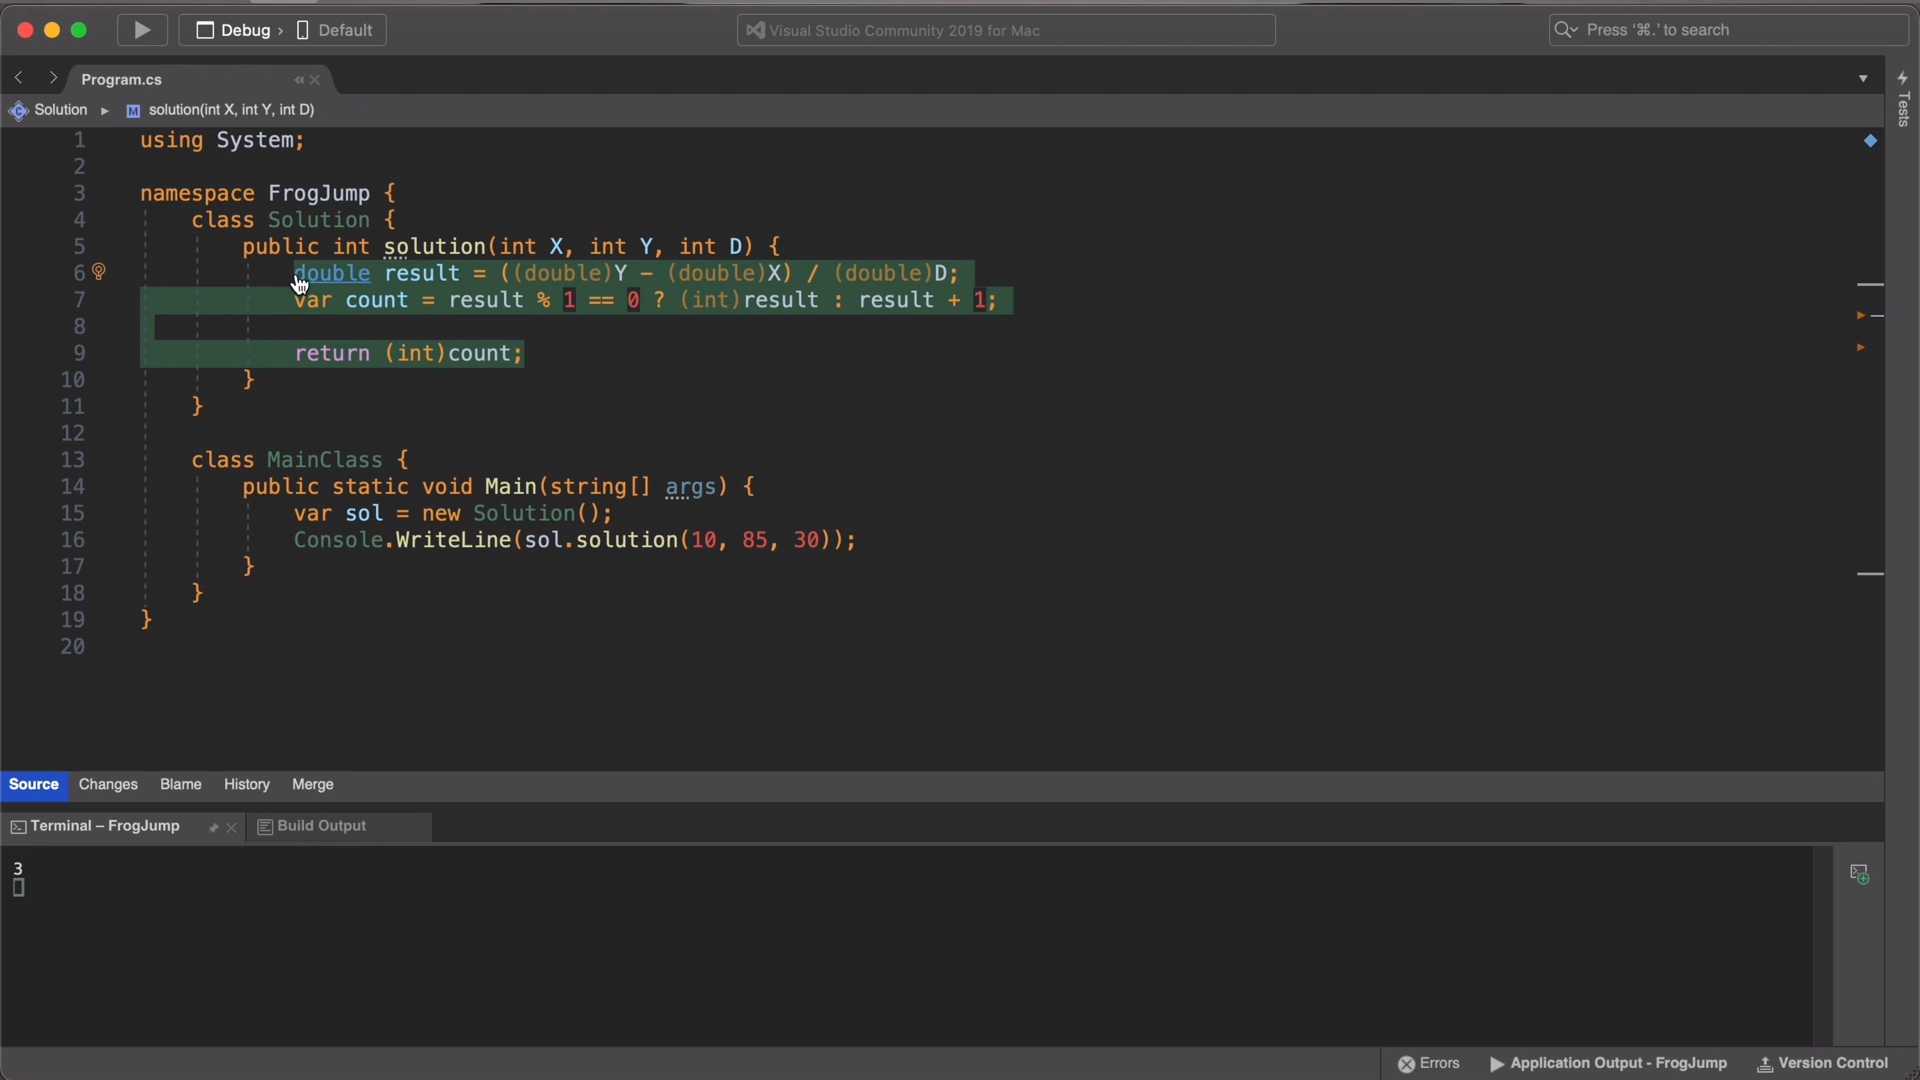 Debug › Default
Visual Studio Community 2019 for Mac
Press ‘⌘.’ to search
Program.cs
Solution ▸ M solution(int X, int Y, int D)
Tests
1 using System;
2
3 namespace FrogJump {
4 class Solution {
5 public int solution(int X, int Y, int D) {
6 double result = ((double)Y - (double)X) / (double)D;
7 var count = result % 1 == 0 ? (int)result : result + 1;
8
9 return (int)count;
10 }
11 }
12
13 class MainClass {
14 public static void Main(string[] args) {
15 var sol = new Solution();
16 Console.WriteLine(sol.solution(10, 85, 30));
17 }
18 }
19 }
20
Source Changes Blame History Merge
Terminal – FrogJump Build Output
3
Errors Application Output - FrogJump Version Control